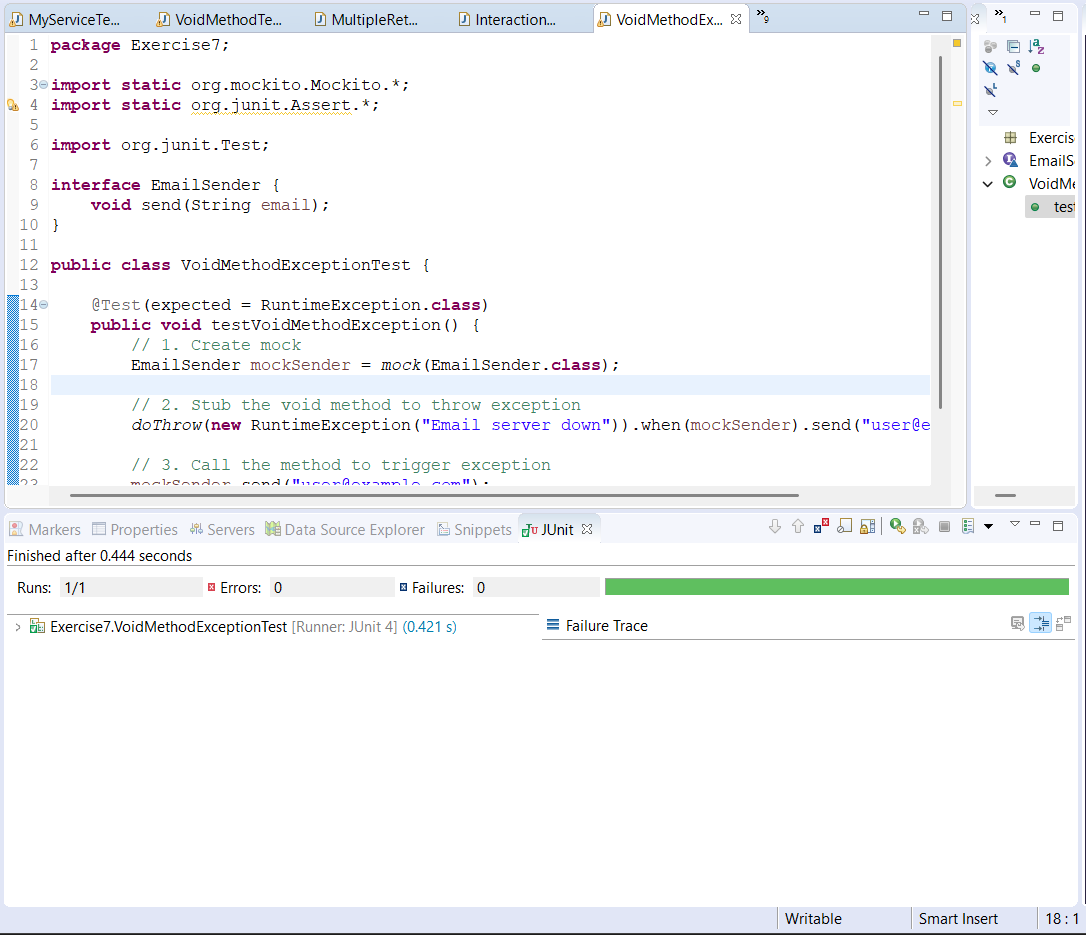 MyServiceTe... VoidMethodTe... MultipleRet... Interaction... VoidMethodEx... »9 »1
1 package Exercise7;
2
3 import static org.mockito.Mockito.*;
4 import static org.junit.Assert.*;
5
6 import org.junit.Test;
7
8 interface EmailSender {
9 void send(String email);
10 }
11
12 public class VoidMethodExceptionTest {
13
14 @Test(expected = RuntimeException.class)
15 public void testVoidMethodException() {
16 // 1. Create mock
17 EmailSender mockSender = mock(EmailSender.class);
18
19 // 2. Stub the void method to throw exception
20 doThrow(new RuntimeException("Email server down")).when(mockSender).send("user@e
21
22 // 3. Call the method to trigger exception
23 mockSender.send("user@example.com");
Exercis
EmailS
VoidMe
test
Markers Properties Servers Data Source Explorer Snippets JUnit
Finished after 0.444 seconds
Runs: 1/1 Errors: 0 Failures: 0
Exercise7.VoidMethodExceptionTest [Runner: JUnit 4] (0.421 s)
Failure Trace
Writable Smart Insert 18 : 1